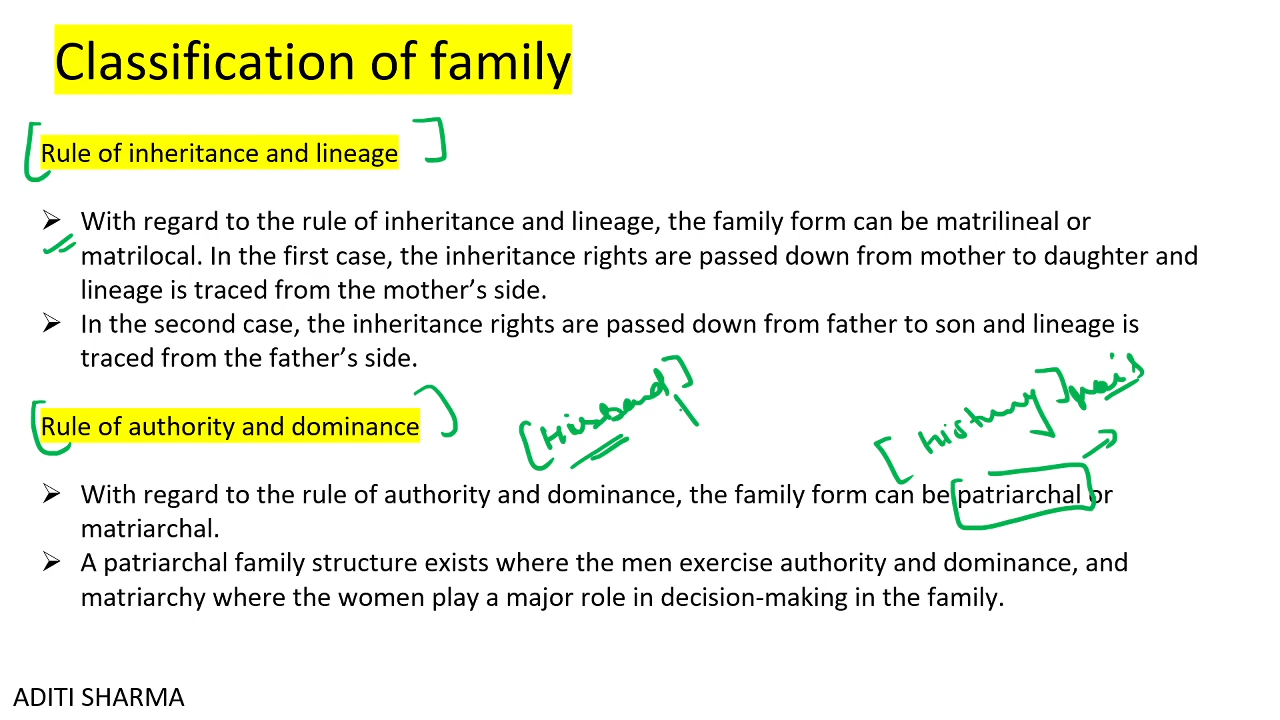 Classification of family
Rule of inheritance and lineage
➢ With regard to the rule of inheritance and lineage, the family form can be matrilineal or
matrilocal. In the first case, the inheritance rights are passed down from mother to daughter and
lineage is traced from the mother's side.
➢ In the second case, the inheritance rights are passed down from father to son and lineage is
traced from the father's side.
Rule of authority and dominance
[Husband]
[History]
➢ With regard to the rule of authority and dominance, the family form can be patriarchal or
matriarchal.
➢ A patriarchal family structure exists where the men exercise authority and dominance, and
matriarchy where the women play a major role in decision-making in the family.
ADITI SHARMA